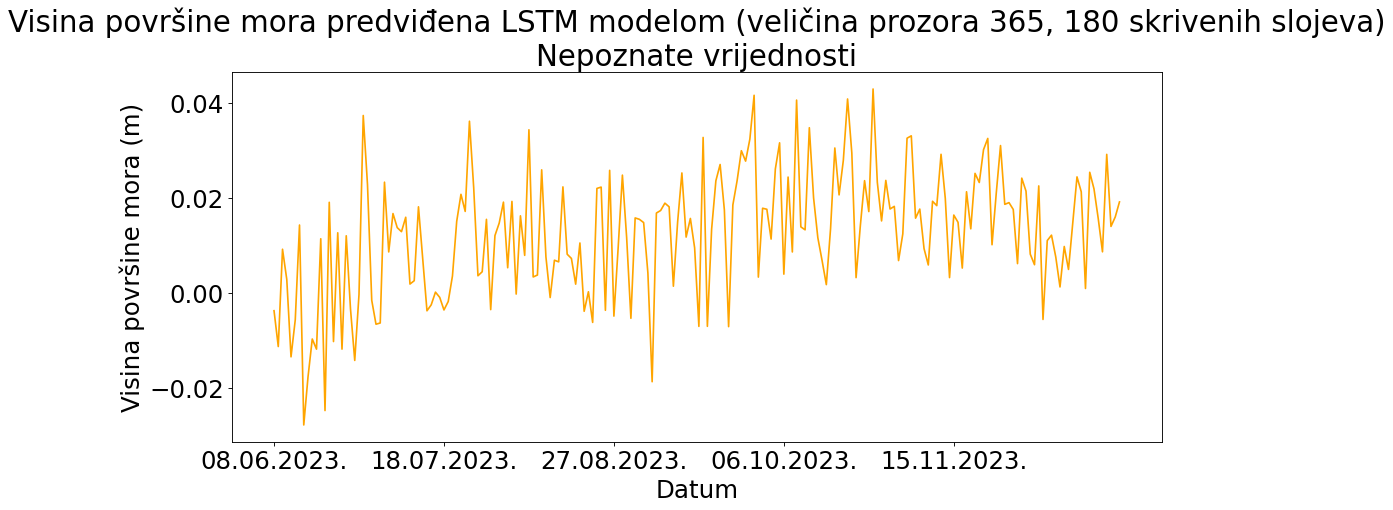 Visina površine mora predviđena LSTM modelom (veličina prozora 365, 180 skrivenih slojeva)
Nepoznate vrijednosti
Visina površine mora (m)
0.04
0.02
0.00
−0.02
08.06.2023. 18.07.2023. 27.08.2023. 06.10.2023. 15.11.2023.
Datum